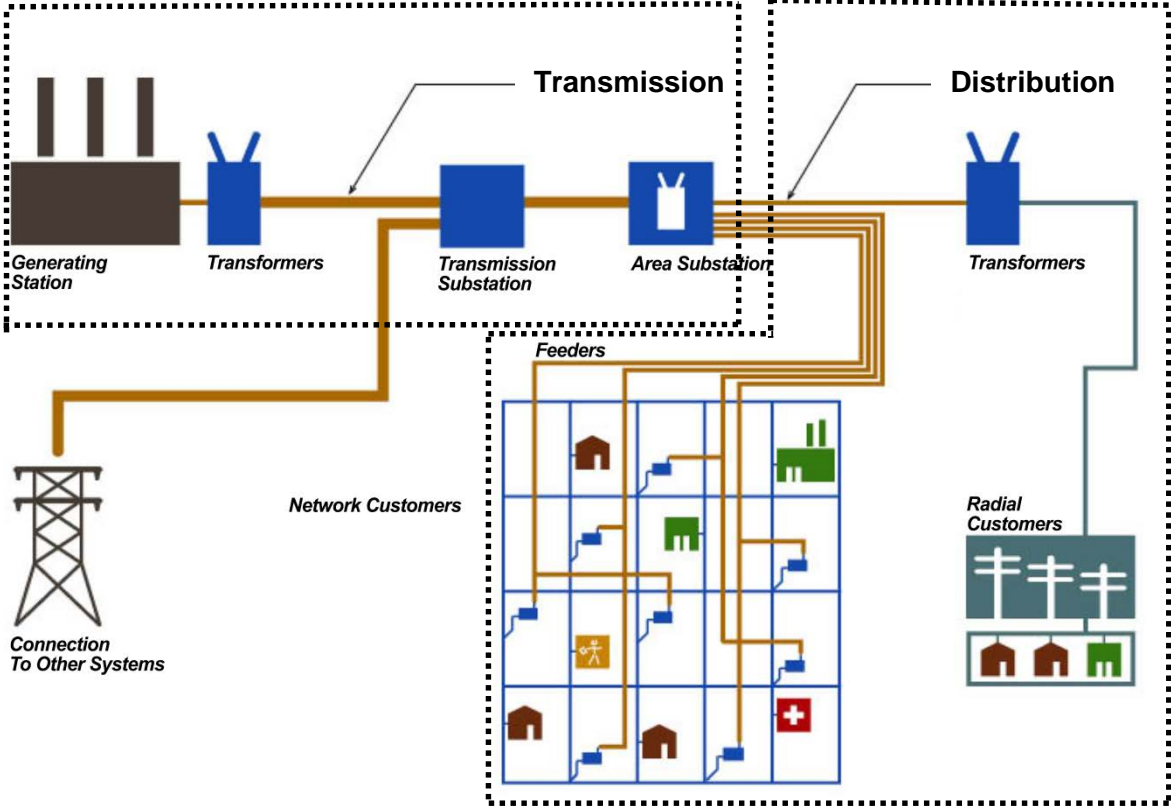 Transmission
Distribution
Generating
Station
Transformers
Transmission
Substation
Area Substation
Transformers
Feeders
Network Customers
Radial
Customers
Connection
To Other Systems